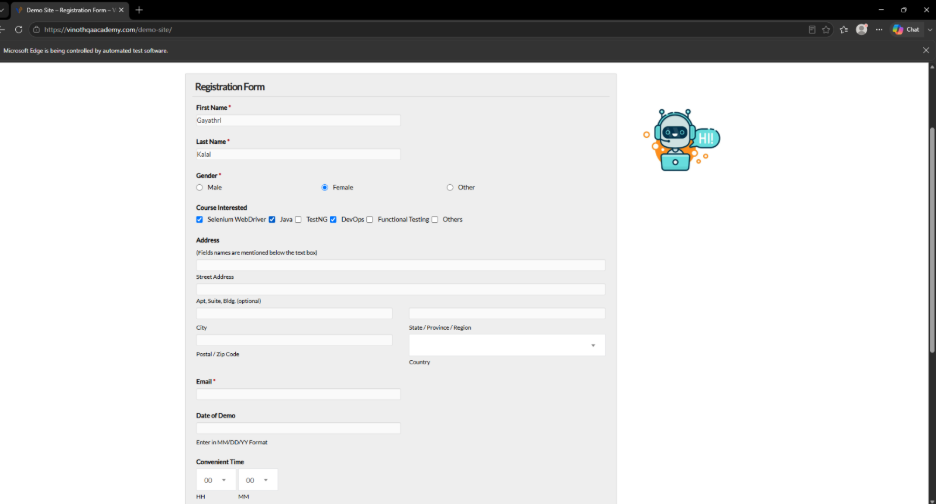 Demo Site – Registration Form –
https://vinothqaacademy.com/demo-site/
Chat
Microsoft Edge is being controlled by automated test software.
Registration Form
HI!
First Name *
Gayathri
Last Name *
Kalal
Gender *
Male Female Other
Course Interested
Selenium WebDriver Java TestNG DevOps Functional Testing Others
Address
(Fields names are mentioned below the text box)
Street Address
Apt, Suite, Bldg. (optional)
City State / Province / Region
Postal / Zip Code
Country
Email *
Date of Demo
Enter in MM/DD/YY Format
Convenient Time
00 00
HH MM